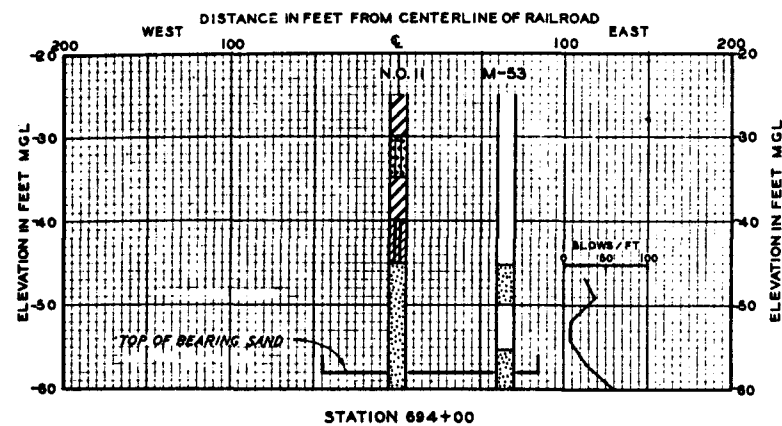 DISTANCE IN FEET FROM CENTERLINE OF RAILROAD
WEST
EAST
200
100
℄
100
200
-20
-20
N.O. 11
M-53
-30
-30
-40
-40
-50
-50
-60
-60
ELEVATION IN FEET MGL
ELEVATION IN FEET MGL
BLOWS/FT
0 50 100
TOP OF BEARING SAND
STATION 694+00